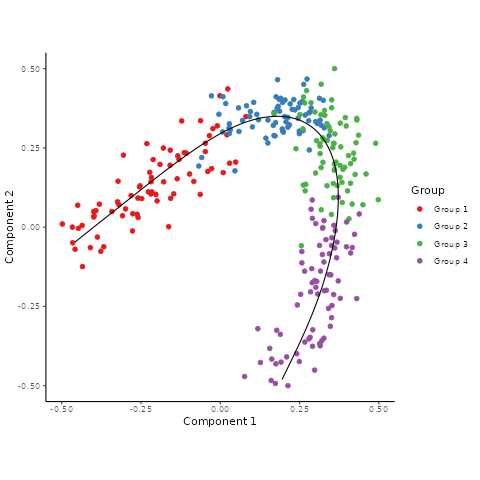 0.50
0.25
0.00
-0.25
-0.50
Component 2
-0.50
-0.25
0.00
0.25
0.50
Component 1
Group
Group 1
Group 2
Group 3
Group 4